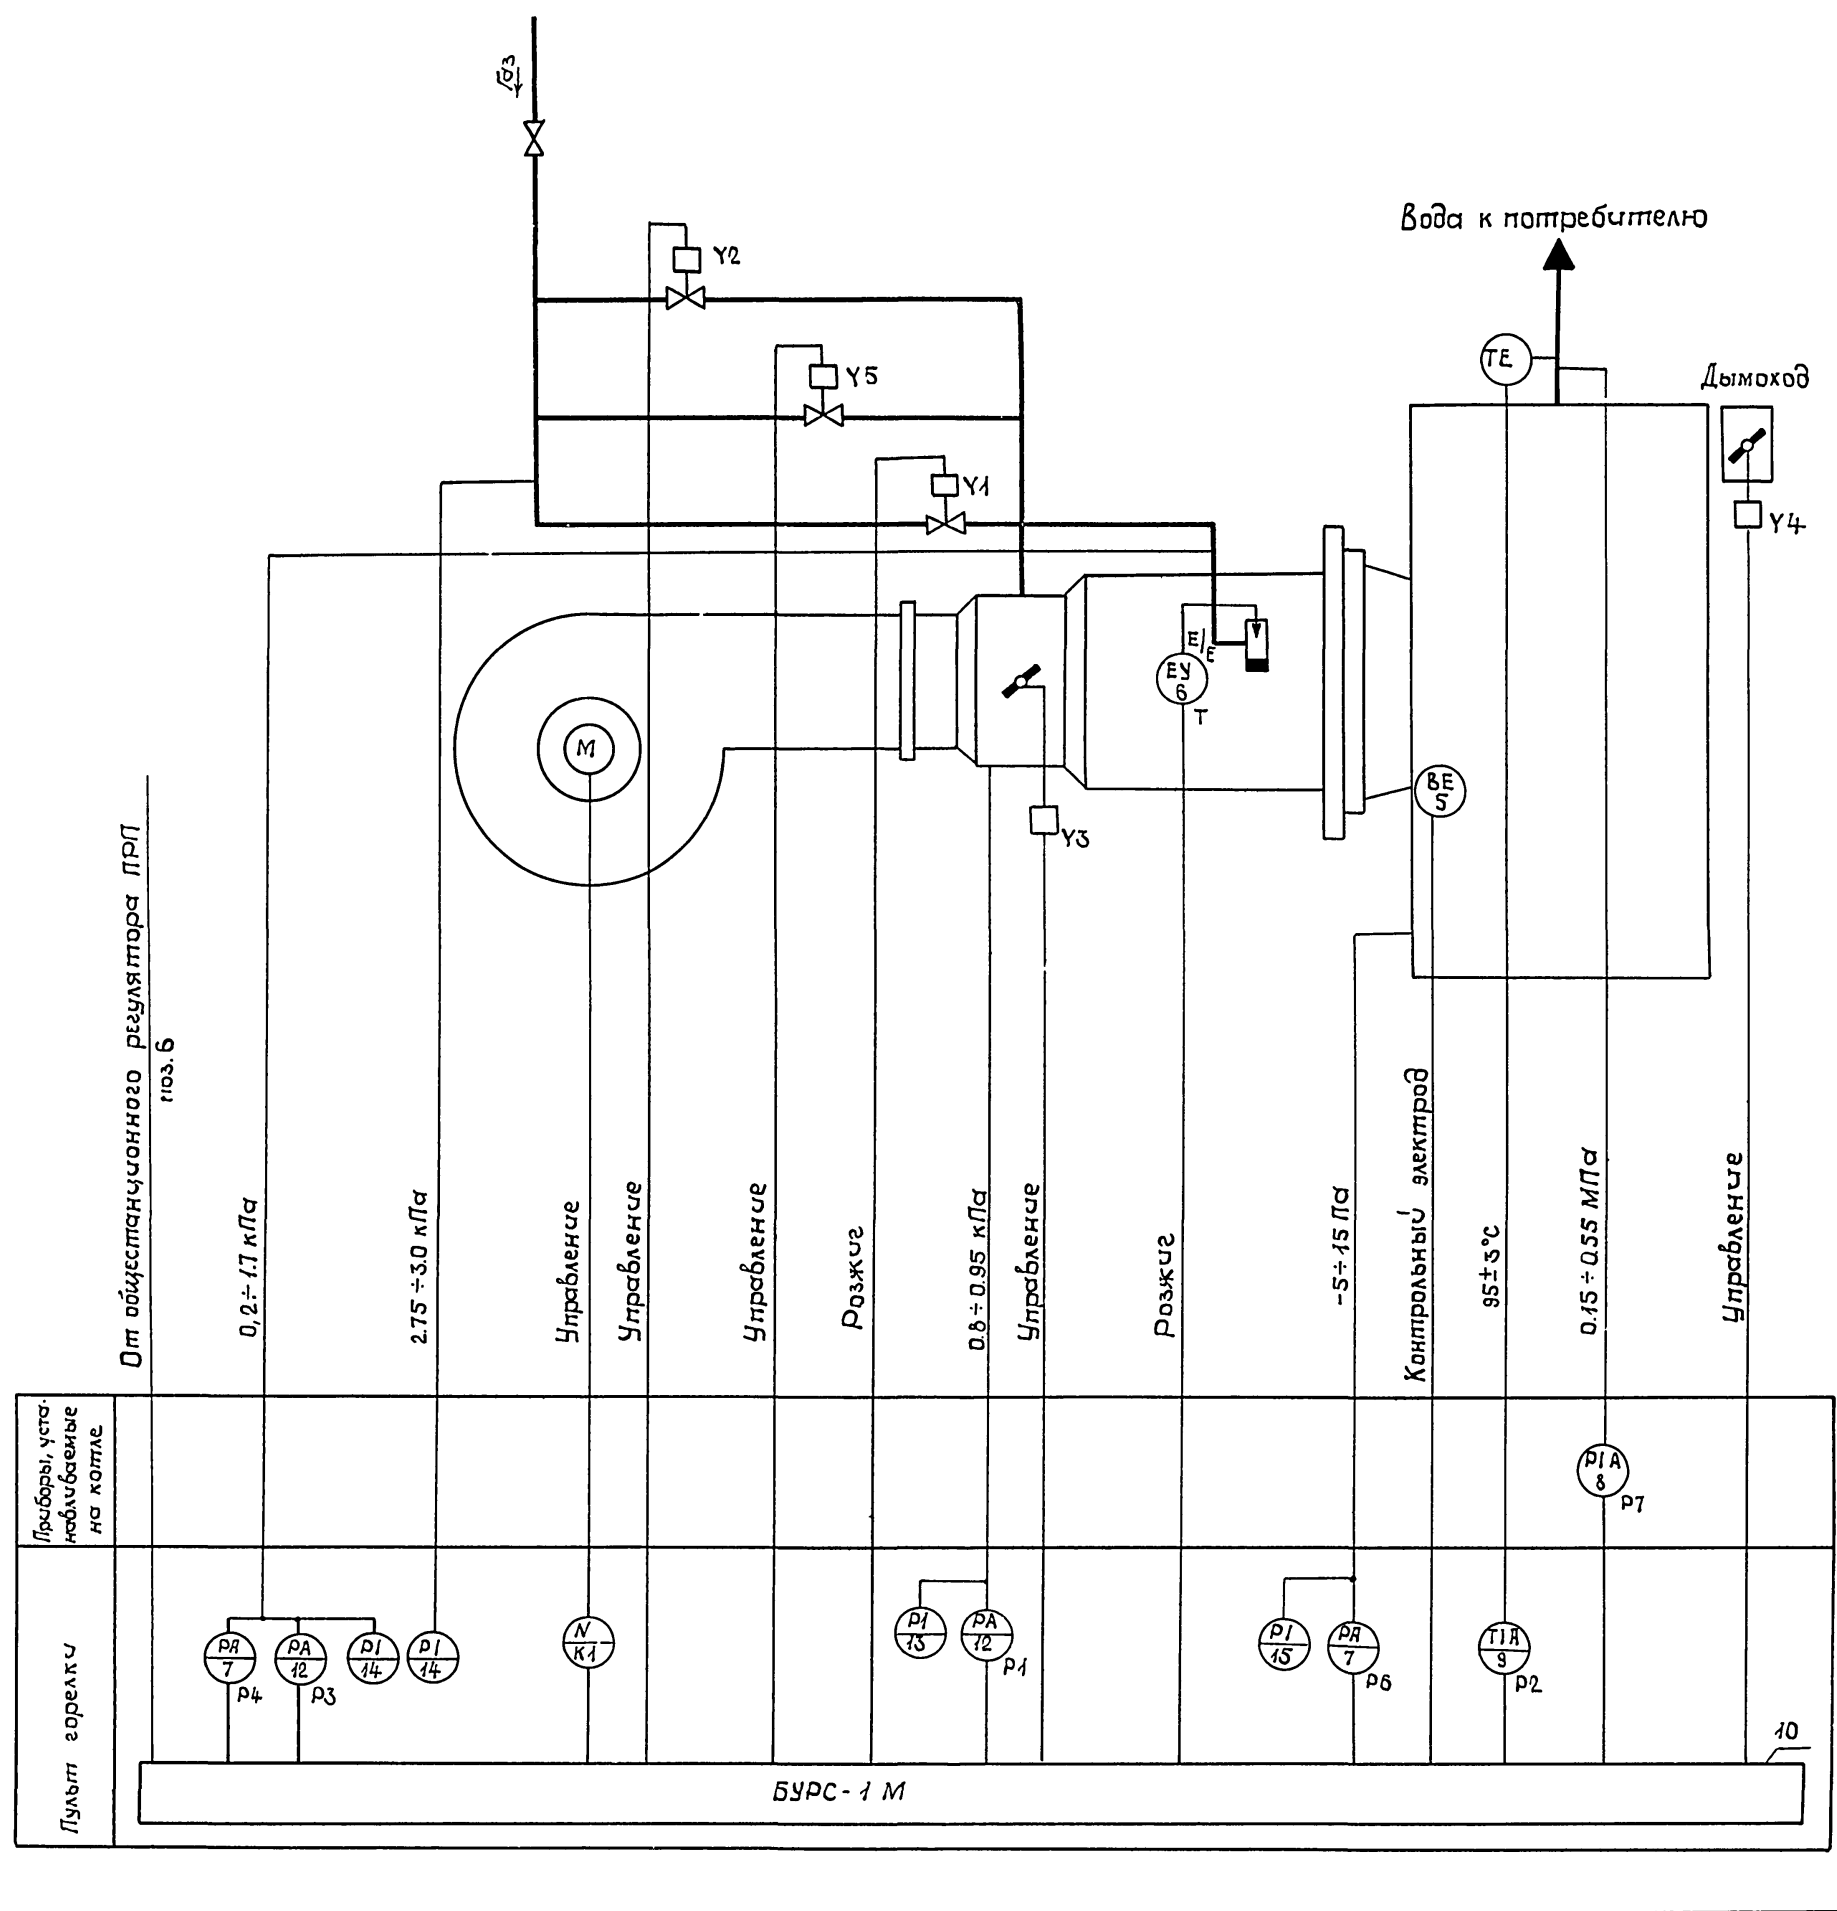 Газ
Y2
Вода к потребителю
TE
Y5
Дымоход
Y1
Y4
E/E
ЕУ
6
Т
М
BE
5
Y3
От общестанционного регулятора ПРП
поз. 6
0,2÷1.7 кПа
2.75÷3.0 кПа
Управление
Управление
Управление
Розжиг
0.8÷0.95 кПа
Управление
Розжиг
-5÷15 Па
Контрольный электрод
95±3°С
0.15÷0.55 МПа
Управление
Приборы, уста-
навливаемые
на котле
PIA
8
P7
Пульт горелки
PA
7
P4
PA
12
P3
PI
14
PI
14
N
K1
PI
13
PA
12
P1
PI
15
PA
7
P6
TIA
9
P2
10
БУРС-1 М